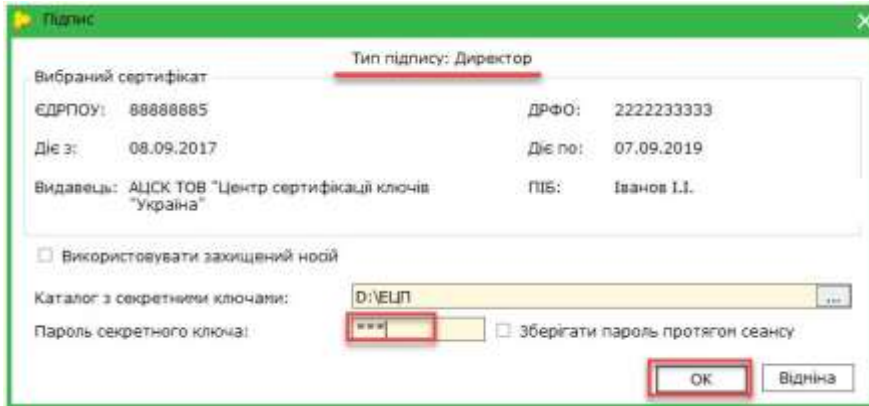 Підпис
Тип підпису: Директор
Вибраний сертифікат
ЄДРПОУ: 88888885 ДРФО: 2222233333
Діє з: 08.09.2017 Діє по: 07.09.2019
Видавець: АЦСК ТОВ "Центр сертифікації ключів "Україна" ПІБ: Іванов І.І.
Використовувати захищений носій
Каталог з секретними ключами: D:\ЕЦП ...
Пароль секретного ключа: *** Зберігати пароль протягом сеансу
ОК Відміна